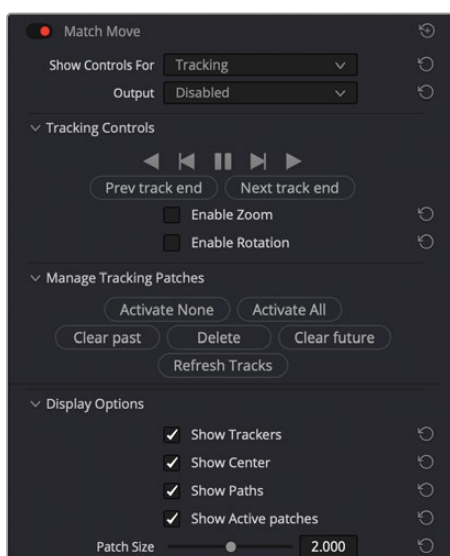 Match Move
Show Controls For Tracking
Output Disabled
Tracking Controls
Prev track end Next track end
Enable Zoom
Enable Rotation
Manage Tracking Patches
Activate None Activate All
Clear past Delete Clear future
Refresh Tracks
Display Options
Show Trackers
Show Center
Show Paths
Show Active patches
Patch Size 2.000